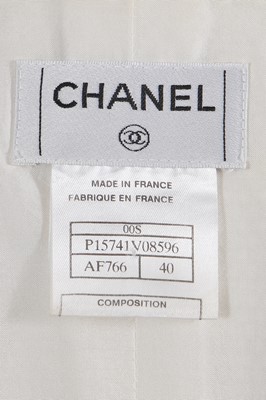 CHANEL
MADE IN FRANCE
FABRIQUE EN FRANCE
00S
P15741V08596
AF766 40
COMPOSITION